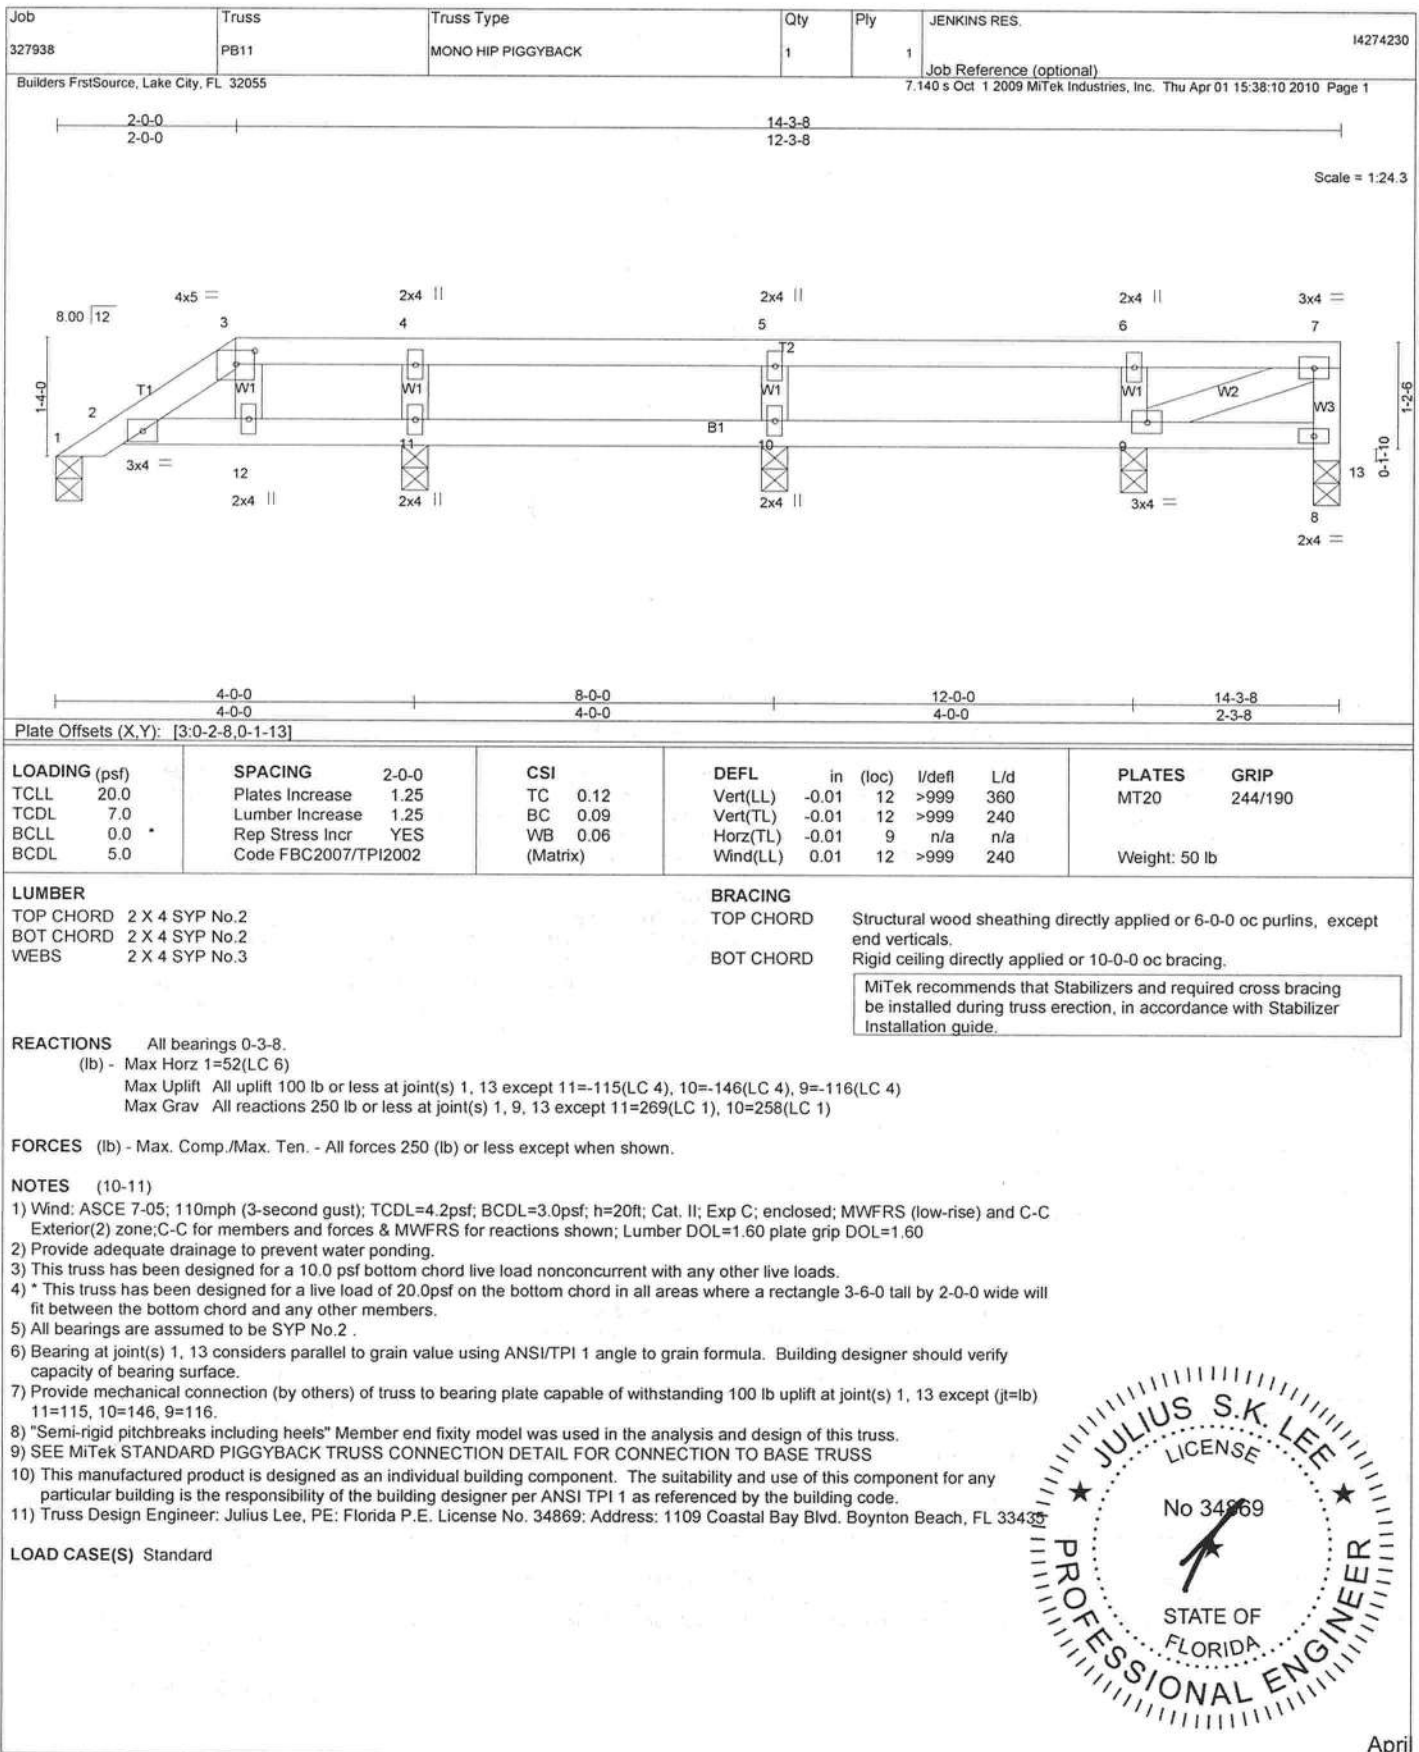 Job Truss Truss Type Qty Ply JENKINS RES.
I4274230
327938 PB11 MONO HIP PIGGYBACK 1 1
Job Reference (optional)
Builders FrstSource, Lake City, FL 32055 7.140 s Oct 1 2009 MiTek Industries, Inc. Thu Apr 01 15:38:10 2010 Page 1
2-0-0 14-3-8
2-0-0 12-3-8
Scale = 1:24.3
4x5 = 2x4 || 2x4 || 2x4 || 3x4 =
8.00 12
3 4 5 6 7
T2
1-4-0 T1 W1 W1 W1 W1 W2 W3 1-2-6
2
B1
1 11 10 9 0-1-10
3x4 = 12 13
2x4 || 2x4 || 2x4 || 3x4 =
8
2x4 =
4-0-0 8-0-0 12-0-0 14-3-8
4-0-0 4-0-0 4-0-0 2-3-8
Plate Offsets (X,Y): [3:0-2-8,0-1-13]
LOADING (psf)
TCLL 20.0
TCDL 7.0
BCLL 0.0 *
BCDL 5.0
SPACING 2-0-0
Plates Increase 1.25
Lumber Increase 1.25
Rep Stress Incr YES
Code FBC2007/TPI2002
CSI
TC 0.12
BC 0.09
WB 0.06
(Matrix)
DEFL in (loc) l/defl L/d
Vert(LL) -0.01 12 >999 360
Vert(TL) -0.01 12 >999 240
Horz(TL) -0.01 9 n/a n/a
Wind(LL) 0.01 12 >999 240
PLATES GRIP
MT20 244/190
Weight: 50 lb
LUMBER
TOP CHORD 2 X 4 SYP No.2
BOT CHORD 2 X 4 SYP No.2
WEBS 2 X 4 SYP No.3
BRACING
TOP CHORD Structural wood sheathing directly applied or 6-0-0 oc purlins, except
end verticals.
BOT CHORD Rigid ceiling directly applied or 10-0-0 oc bracing.
MiTek recommends that Stabilizers and required cross bracing
be installed during truss erection, in accordance with Stabilizer
Installation guide.
REACTIONS All bearings 0-3-8.
(lb) - Max Horz 1=52(LC 6)
Max Uplift All uplift 100 lb or less at joint(s) 1, 13 except 11=-115(LC 4), 10=-146(LC 4), 9=-116(LC 4)
Max Grav All reactions 250 lb or less at joint(s) 1, 9, 13 except 11=269(LC 1), 10=258(LC 1)
FORCES (lb) - Max. Comp./Max. Ten. - All forces 250 (lb) or less except when shown.
NOTES (10-11)
1) Wind: ASCE 7-05; 110mph (3-second gust); TCDL=4.2psf; BCDL=3.0psf; h=20ft; Cat. II; Exp C; enclosed; MWFRS (low-rise) and C-C
Exterior(2) zone;C-C for members and forces & MWFRS for reactions shown; Lumber DOL=1.60 plate grip DOL=1.60
2) Provide adequate drainage to prevent water ponding.
3) This truss has been designed for a 10.0 psf bottom chord live load nonconcurrent with any other live loads.
4) * This truss has been designed for a live load of 20.0psf on the bottom chord in all areas where a rectangle 3-6-0 tall by 2-0-0 wide will
fit between the bottom chord and any other members.
5) All bearings are assumed to be SYP No.2 .
6) Bearing at joint(s) 1, 13 considers parallel to grain value using ANSI/TPI 1 angle to grain formula. Building designer should verify
capacity of bearing surface.
7) Provide mechanical connection (by others) of truss to bearing plate capable of withstanding 100 lb uplift at joint(s) 1, 13 except (jt=lb)
11=115, 10=146, 9=116.
8) "Semi-rigid pitchbreaks including heels" Member end fixity model was used in the analysis and design of this truss.
9) SEE MiTek STANDARD PIGGYBACK TRUSS CONNECTION DETAIL FOR CONNECTION TO BASE TRUSS
10) This manufactured product is designed as an individual building component. The suitability and use of this component for any
particular building is the responsibility of the building designer per ANSI TPI 1 as referenced by the building code.
11) Truss Design Engineer: Julius Lee, PE: Florida P.E. License No. 34869: Address: 1109 Coastal Bay Blvd. Boynton Beach, FL 33435
LOAD CASE(S) Standard
JULIUS S.K. LEE
LICENSE
No 34869
STATE OF
FLORIDA
PROFESSIONAL ENGINEER
April